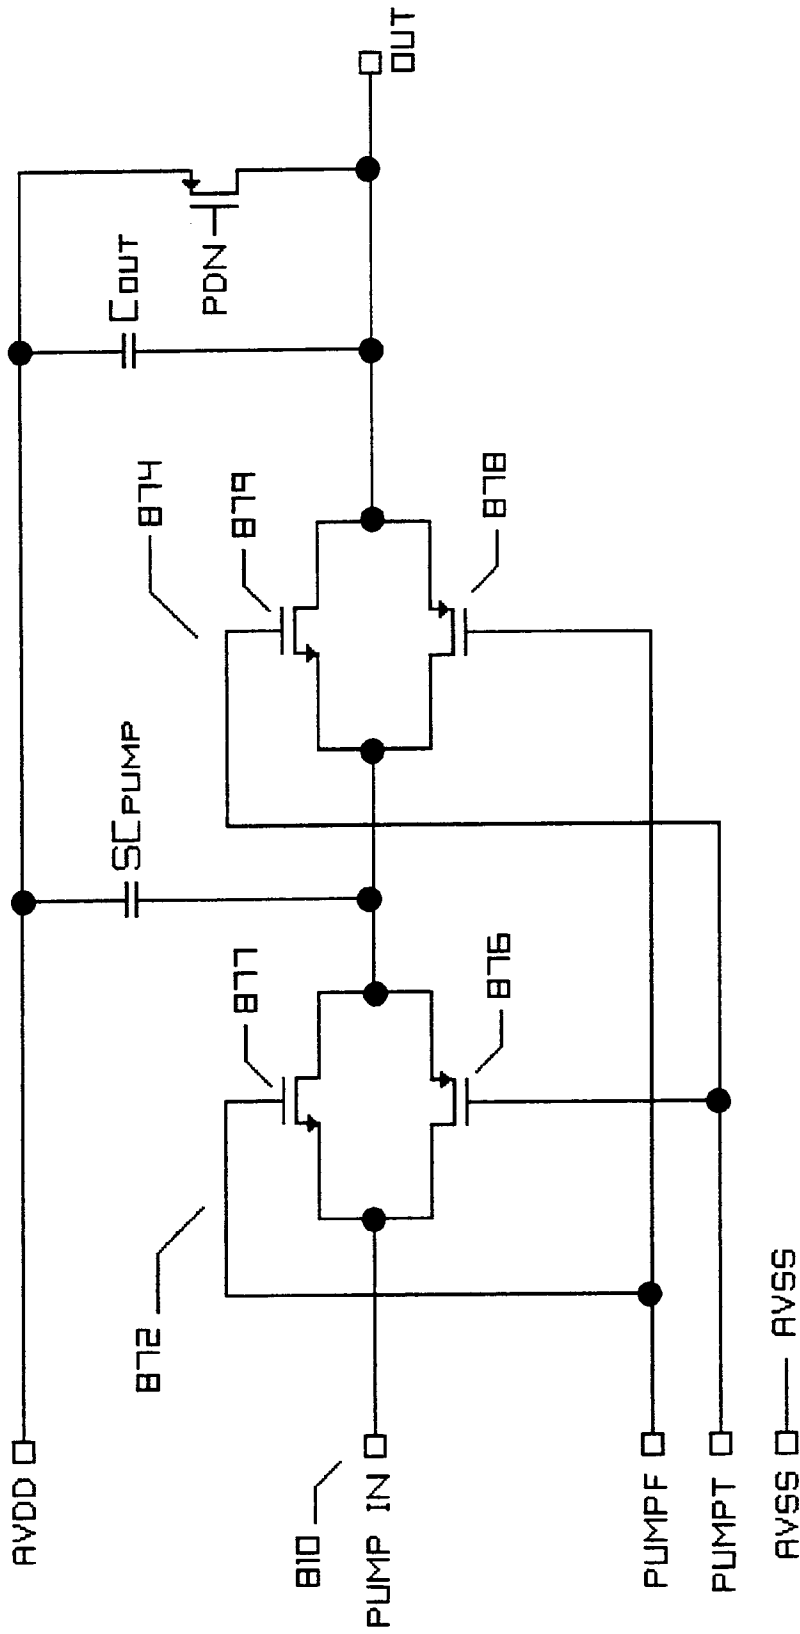 AVDD
SCPUMP
COUT
872
874
PDN
877
879
810
PUMP IN
OUT
876
878
PUMPF
PUMPT
AVSS AVSS